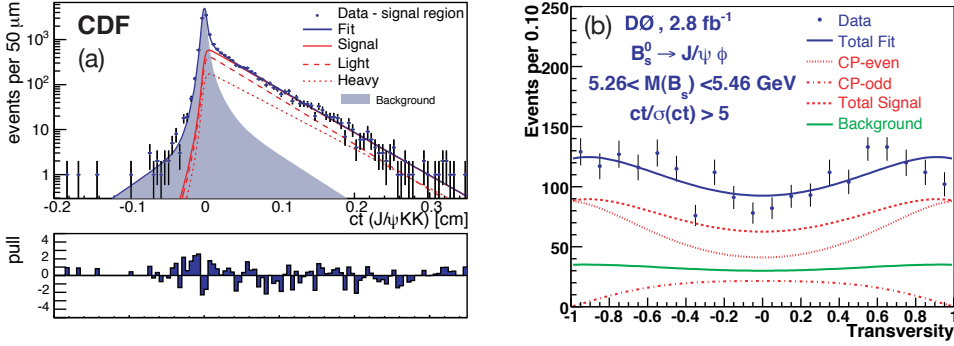 CDF
(a)
Data - signal region
Fit
Signal
Light
Heavy
Background
events per 50 μm
10³
10²
10
1
-0.2 -0.1 0 0.1 0.2 0.3
ct (J/ψKK) [cm]
pull
4
2
0
-2
-4
(b)
DØ , 2.8 fb⁻¹
B⁰ₛ → J/ψ ϕ
5.26< M(Bₛ) <5.46 GeV
ct/σ(ct) > 5
Data
Total Fit
CP-even
CP-odd
Total Signal
Background
Events per 0.10
250
200
150
100
50
0
-1 -0.8 -0.6 -0.4 -0.2 -0 0.2 0.4 0.6 0.8 1
Transversity